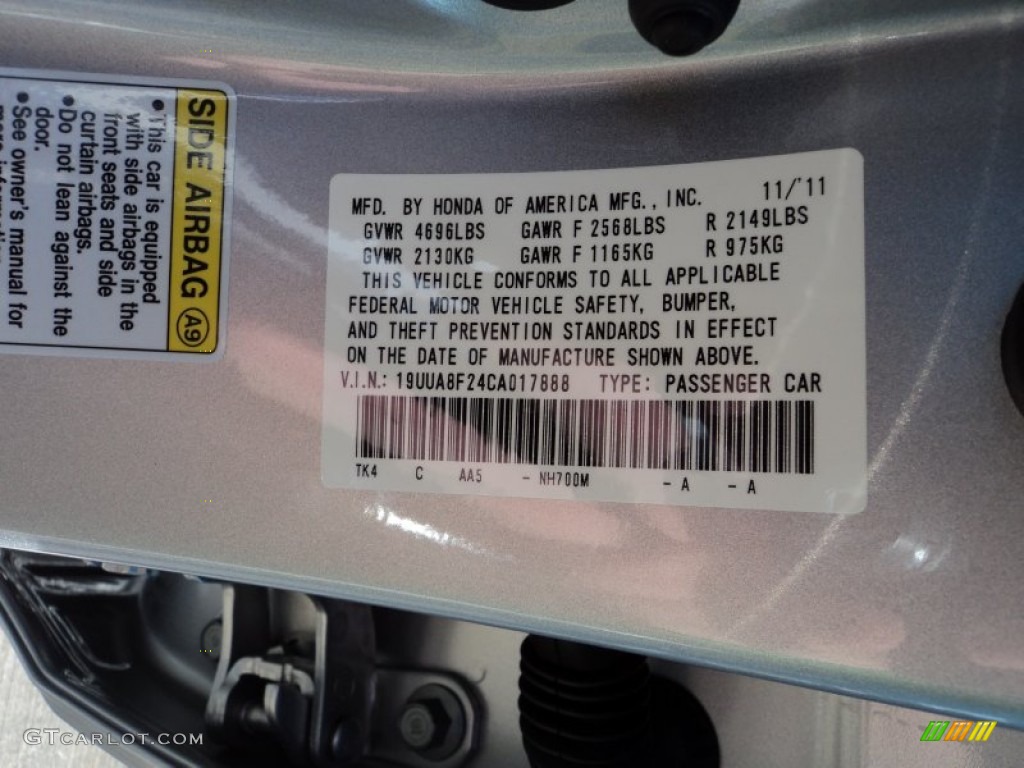 SIDE AIRBAG A9
•This car is equipped
with side airbags in the
front seats and side
curtain airbags.
•Do not lean against the
door.
•See owner's manual for
MFD. BY HONDA OF AMERICA MFG., INC. 11/'11
GVWR 4696LBS GAWR F 2568LBS R 2149LBS
GVWR 2130KG GAWR F 1165KG R 975KG
THIS VEHICLE CONFORMS TO ALL APPLICABLE
FEDERAL MOTOR VEHICLE SAFETY, BUMPER,
AND THEFT PREVENTION STANDARDS IN EFFECT
ON THE DATE OF MANUFACTURE SHOWN ABOVE.
V.I.N.: 19UUA8F24CA017888 TYPE: PASSENGER CAR
TK4 C AA5 - NH700M - A - A
GTCARLOT.COM